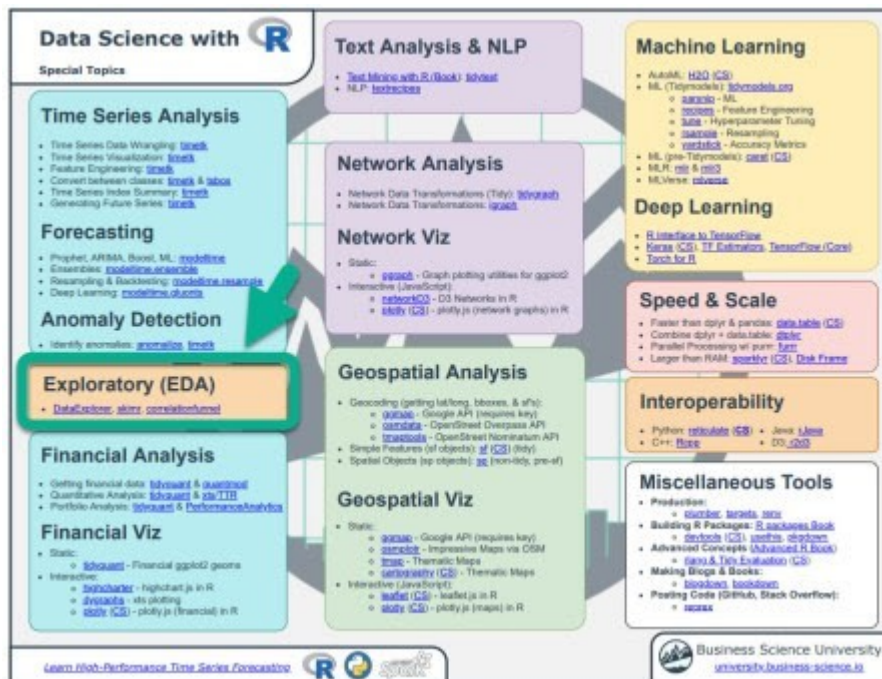 Data Science with R
Special Topics
Time Series Analysis
• Time Series Data Wrangling: timetk
• Time Series Visualization: timetk
• Feature Engineering: timetk
• Convert between classes: timetk & tabox
• Time Series Index Summary: timetk
• Generating Future Series: timetk
Forecasting
• Prophet, ARIMA, Boost, ML: modeltime
• Ensembles: modeltime.ensemble
• Resampling & Backtesting: modeltime.resample
• Deep Learning: modeltime.gluonts
Anomaly Detection
• Identify anomalies: anomalize, timetk
Exploratory (EDA)
• DataExplorer, skimr, correlationfunnel
Financial Analysis
• Getting financial data: tidyquant & quantmod
• Quantitative Analysis: tidyquant & xts/TTR
• Portfolio Analysis: tidyquant & PerformanceAnalytics
Financial Viz
• Static:
tidyquant - Financial ggplot2 geoms
• Interactive:
highcharter - highchart.js in R
dygraphs - xts plotting
plotly (CS) - plotly.js (financial) in R
Text Analysis & NLP
• Text Mining with R (Book): tidytext
• NLP: textrecipes
Network Analysis
• Network Data Transformations (Tidy): tidygraph
• Network Data Transformations: igraph
Network Viz
• Static:
ggraph - Graph plotting utilities for ggplot2
• Interactive (JavaScript):
networkD3 - D3 Networks in R
plotly (CS) - plotly.js (network graphs) in R
Geospatial Analysis
• Geocoding (getting lat/long, bboxes, & sf's):
ggmap - Google API (requires key)
osmdata - OpenStreet Overpass API
tmaptools - OpenStreet Nominatum API
• Simple Features (sf objects): sf (CS) (tidy)
• Spatial Objects (sp objects): sp (non-tidy, pre-sf)
Geospatial Viz
• Static:
ggmap - Google API (requires key)
osmplotr - Impressive Maps via OSM
tmap - Thematic Maps
cartography (CS) - Thematic Maps
• Interactive (JavaScript):
leaflet (CS) - leaflet.js in R
plotly (CS) - plotly.js (maps) in R
Machine Learning
• AutoML: H2O (CS)
• ML (Tidymodels): tidymodels.org
parsnip - ML
recipes - Feature Engineering
tune - Hyperparameter Tuning
rsample - Resampling
yardstick - Accuracy Metrics
• ML (pre-Tidymodels): caret (CS)
• MLR: mlr & mlr3
• MLVerse: mlverse
Deep Learning
• R interface to TensorFlow
• Keras (CS), TF Estimators, TensorFlow (Core)
• Torch for R
Speed & Scale
• Faster than dplyr & pandas: data.table (CS)
• Combine dplyr + data.table: dtplyr
• Parallel Processing w/ purrr: furrr
• Larger than RAM: sparklyr (CS), Disk Frame
Interoperability
• Python: reticulate (CS) • Java: rJava
• C++: Rcpp • D3: r2d3
Miscellaneous Tools
• Production:
plumber, targets, renv
• Building R Packages: R packages Book
devtools (CS), usethis, pkgdown
• Advanced Concepts (Advanced R Book)
rlang & Tidy Evaluation (CS)
• Making Blogs & Books:
blogdown, bookdown
• Posting Code (GitHub, Stack Overflow):
reprex
Learn High-Performance Time Series Forecasting
Business Science University
university.business-science.io